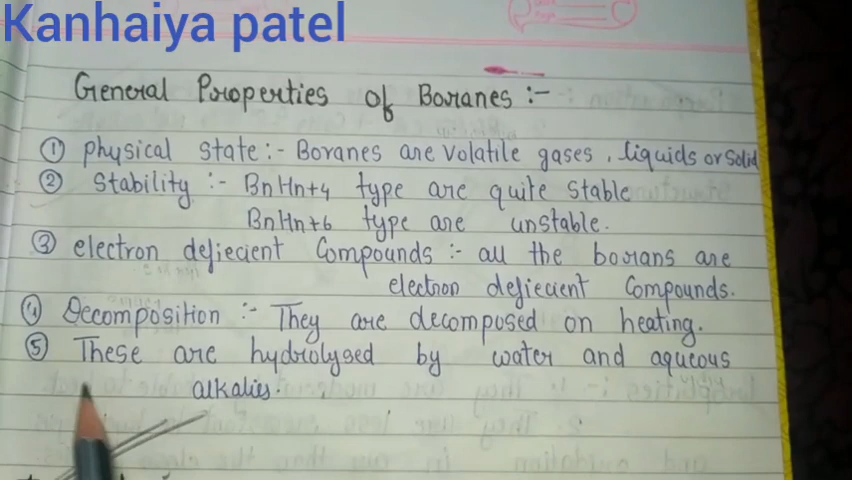 Kanhaiya patel
General Properties of Boranes :-
① Physical state :- Boranes are Volatile gases, liquids or Solid
② Stability :- BnHn+4 type are quite stable
BnHn+6 type are unstable.
③ electron defiecient Compounds :- all the borans are
electron defiecient Compounds.
④ Decomposition :- They are decomposed on heating.
⑤ These are hydrolysed by water and aqueous
alkalies.